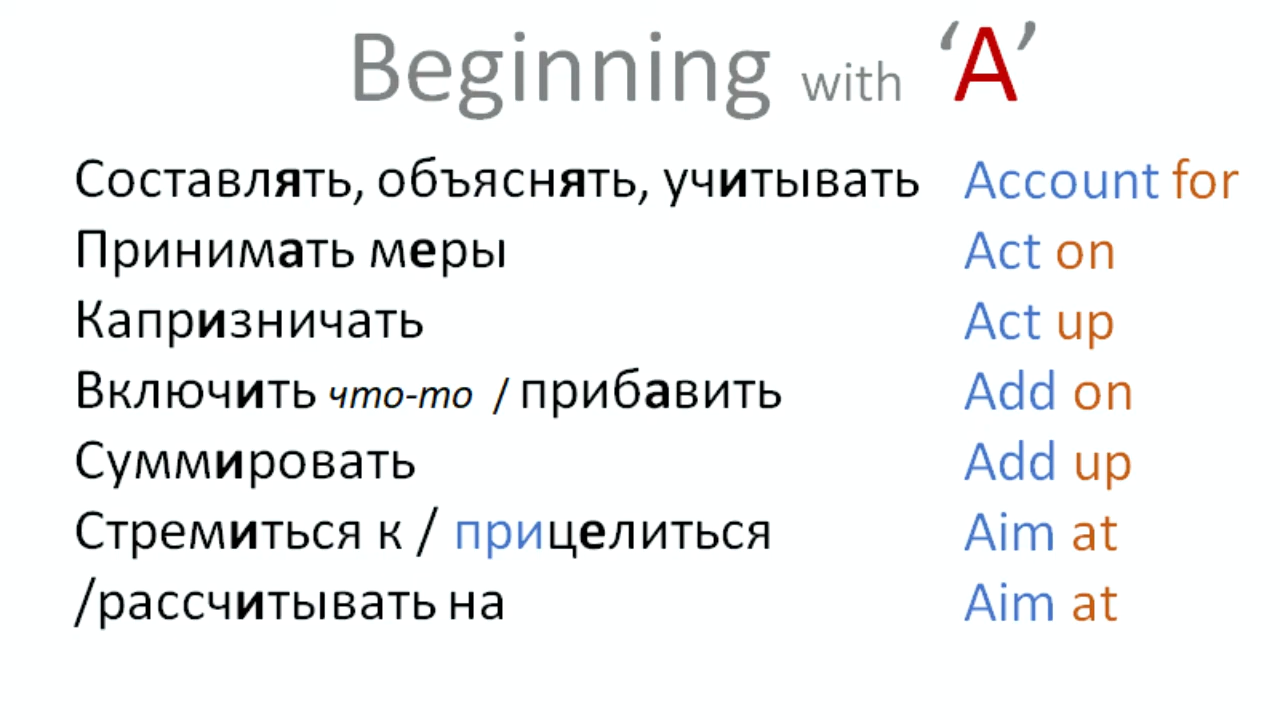 Beginning with ‘A’
Составлять, объяснять, учитывать Account for
Принимать меры Act on
Капризничать Act up
Включить что-то / прибавить Add on
Суммировать Add up
Стремиться к / прицелиться Aim at
/рассчитывать на Aim at